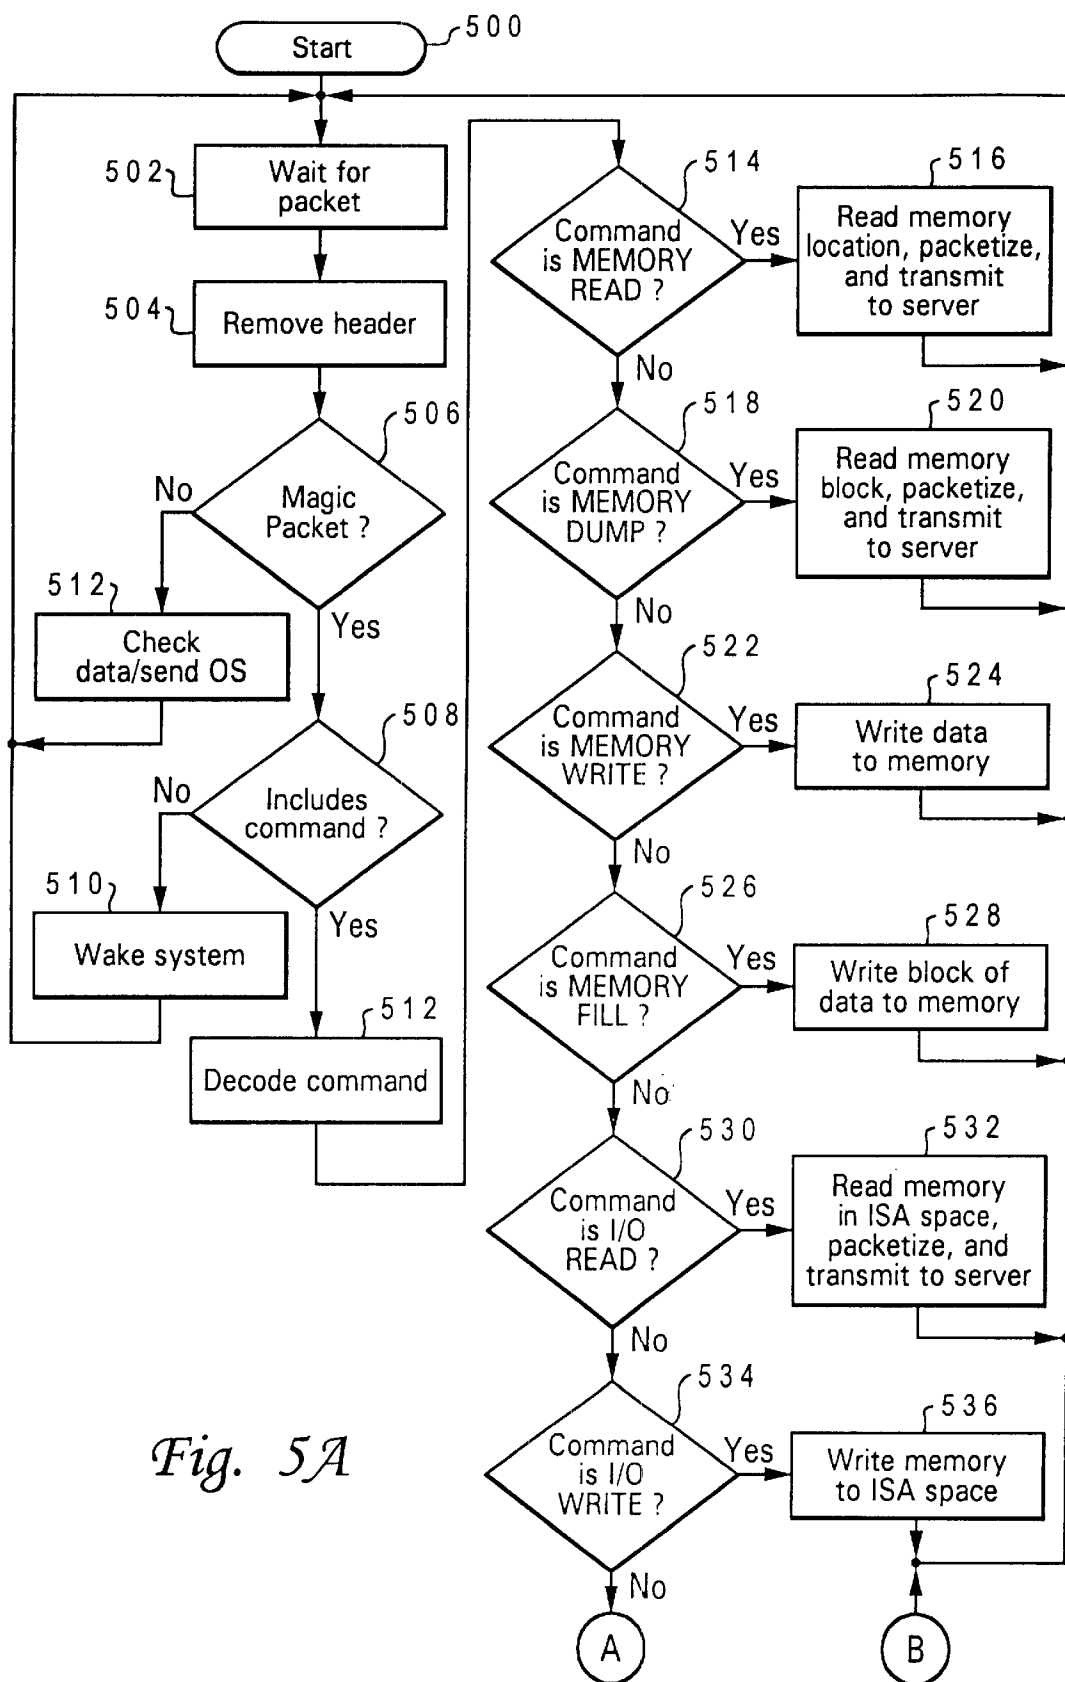 500
Start
502
Wait for
packet
504
Remove header
506
No
Magic
Packet ?
512
Yes
Check
data/send OS
508
No
Includes
command ?
510
Yes
Wake system
512
Decode command
514
516
Command
is MEMORY
READ ?
Yes
Read memory
location, packetize,
and transmit
to server
No
518
520
Command
is MEMORY
DUMP ?
Yes
Read memory
block, packetize,
and transmit
to server
No
522
524
Command
is MEMORY
WRITE ?
Yes
Write data
to memory
No
526
528
Command
is MEMORY
FILL ?
Yes
Write block of
data to memory
No
530
532
Command
is I/O
READ ?
Yes
Read memory
in ISA space,
packetize, and
transmit to server
No
534
536
Command
is I/O
WRITE ?
Yes
Write memory
to ISA space
No
A
B
Fig. 5A